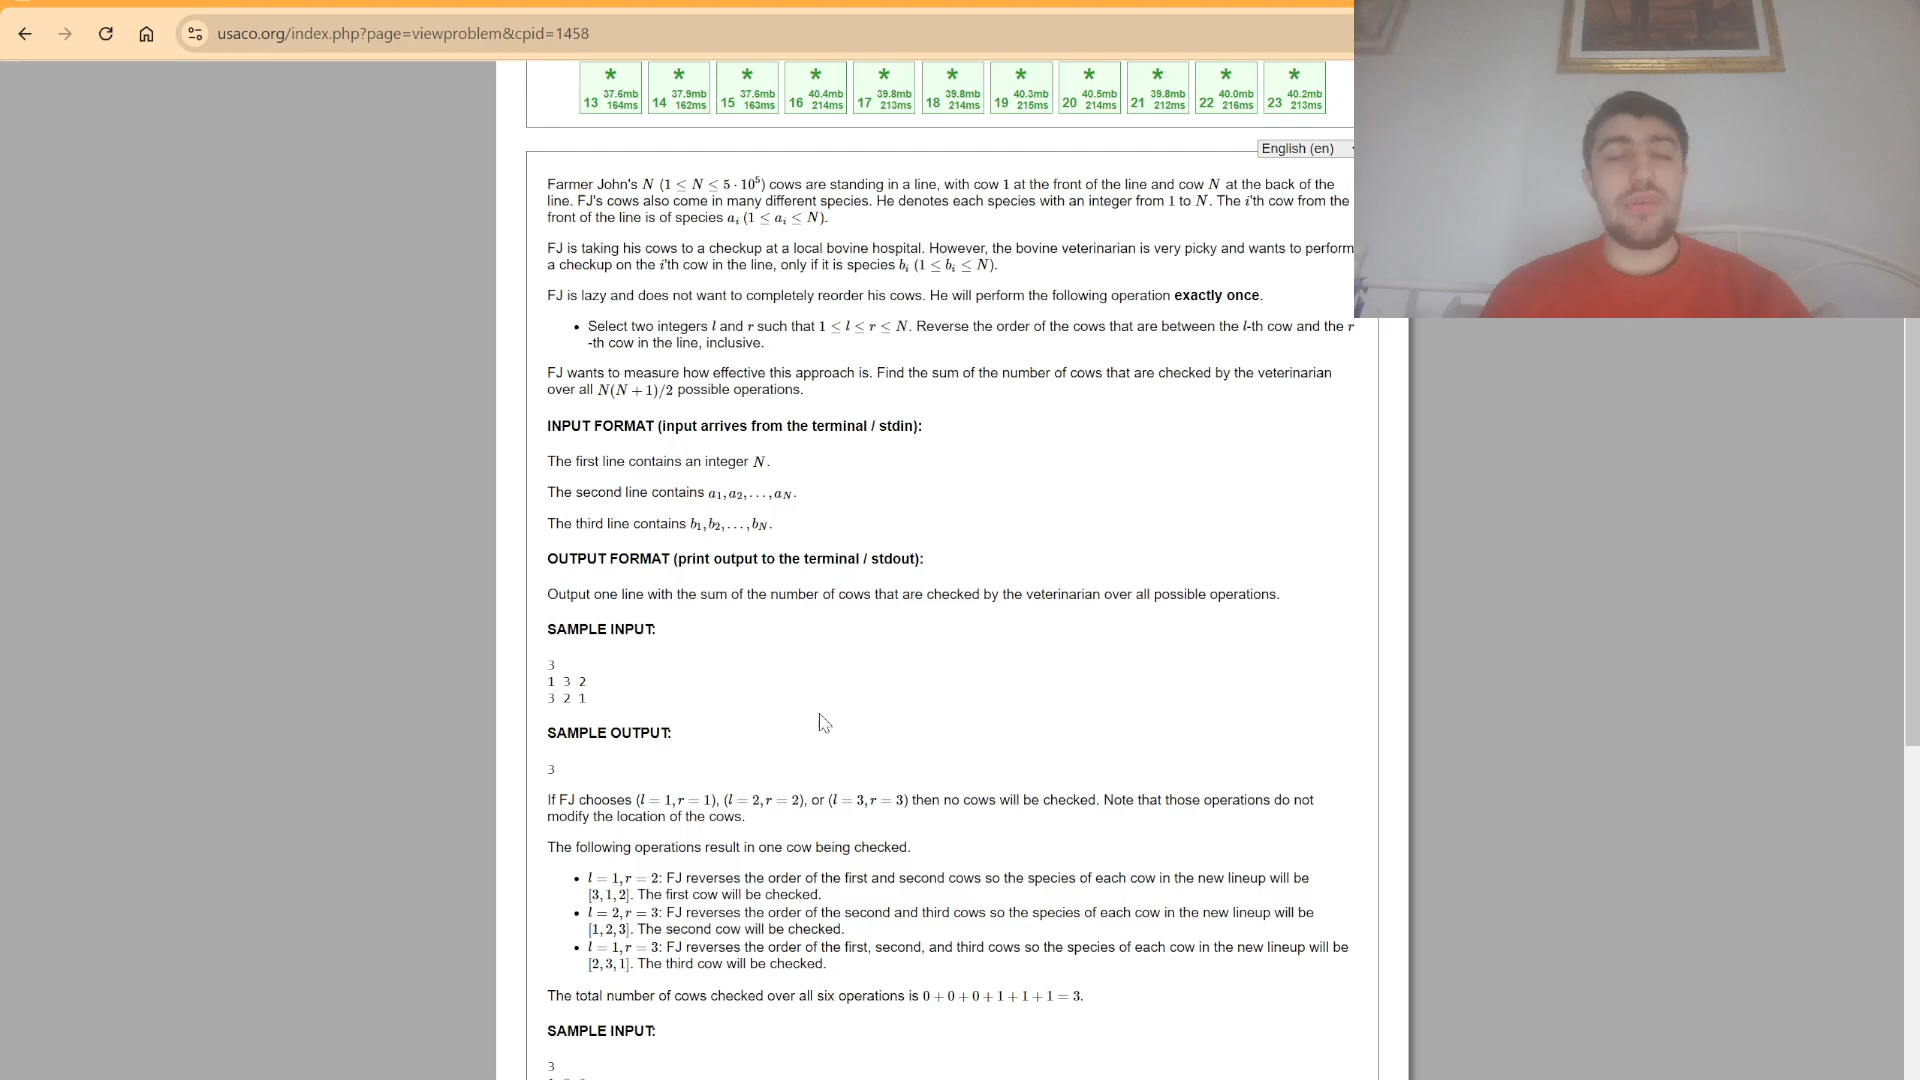 usaco.org/index.php?page=viewproblem&cpid=1458
* * * * * * * * * * *
13 37.6mb 164ms 14 37.9mb 162ms 15 37.6mb 163ms 16 40.4mb 214ms 17 39.8mb 213ms 18 39.8mb 214ms 19 40.3mb 215ms 20 40.5mb 214ms 21 39.8mb 212ms 22 40.0mb 216ms 23 40.2mb 213ms
English (en)
Farmer John's N (1 ≤ N ≤ 5 · 10⁵) cows are standing in a line, with cow 1 at the front of the line and cow N at the back of the
line. FJ's cows also come in many different species. He denotes each species with an integer from 1 to N. The i'th cow from the
front of the line is of species aᵢ (1 ≤ aᵢ ≤ N).
FJ is taking his cows to a checkup at a local bovine hospital. However, the bovine veterinarian is very picky and wants to perform
a checkup on the i'th cow in the line, only if it is species bᵢ (1 ≤ bᵢ ≤ N).
FJ is lazy and does not want to completely reorder his cows. He will perform the following operation exactly once.
• Select two integers l and r such that 1 ≤ l ≤ r ≤ N. Reverse the order of the cows that are between the l-th cow and the r
-th cow in the line, inclusive.
FJ wants to measure how effective this approach is. Find the sum of the number of cows that are checked by the veterinarian
over all N(N + 1)/2 possible operations.
INPUT FORMAT (input arrives from the terminal / stdin):
The first line contains an integer N.
The second line contains a₁, a₂, . . . , a_N.
The third line contains b₁, b₂, . . . , b_N.
OUTPUT FORMAT (print output to the terminal / stdout):
Output one line with the sum of the number of cows that are checked by the veterinarian over all possible operations.
SAMPLE INPUT:
3
1 3 2
3 2 1
SAMPLE OUTPUT:
3
If FJ chooses (l = 1, r = 1), (l = 2, r = 2), or (l = 3, r = 3) then no cows will be checked. Note that those operations do not
modify the location of the cows.
The following operations result in one cow being checked.
• l = 1, r = 2: FJ reverses the order of the first and second cows so the species of each cow in the new lineup will be
[3, 1, 2]. The first cow will be checked.
• l = 2, r = 3: FJ reverses the order of the second and third cows so the species of each cow in the new lineup will be
[1, 2, 3]. The second cow will be checked.
• l = 1, r = 3: FJ reverses the order of the first, second, and third cows so the species of each cow in the new lineup will be
[2, 3, 1]. The third cow will be checked.
The total number of cows checked over all six operations is 0 + 0 + 0 + 1 + 1 + 1 = 3.
SAMPLE INPUT:
3